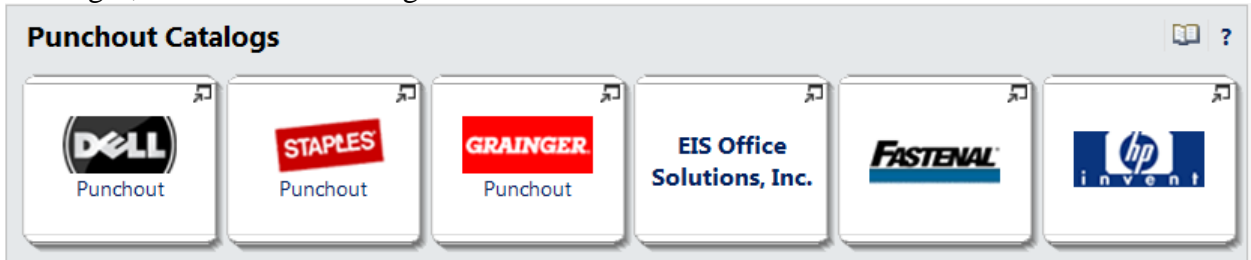 Punchout Catalogs
?
DELL
Punchout
STAPLES
Punchout
GRAINGER
Punchout
EIS Office
Solutions, Inc.
FASTENAL
hp
invent